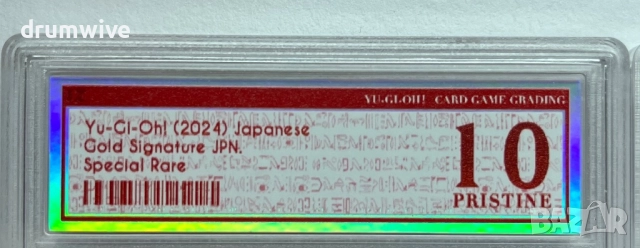 drumwive
YU-GI-OH! CARD GAME GRADING
Yu-Gi-Oh! (2024) Japanese
Gold Signature JPN.
Special Rare
10
PRISTINE
BAZAR